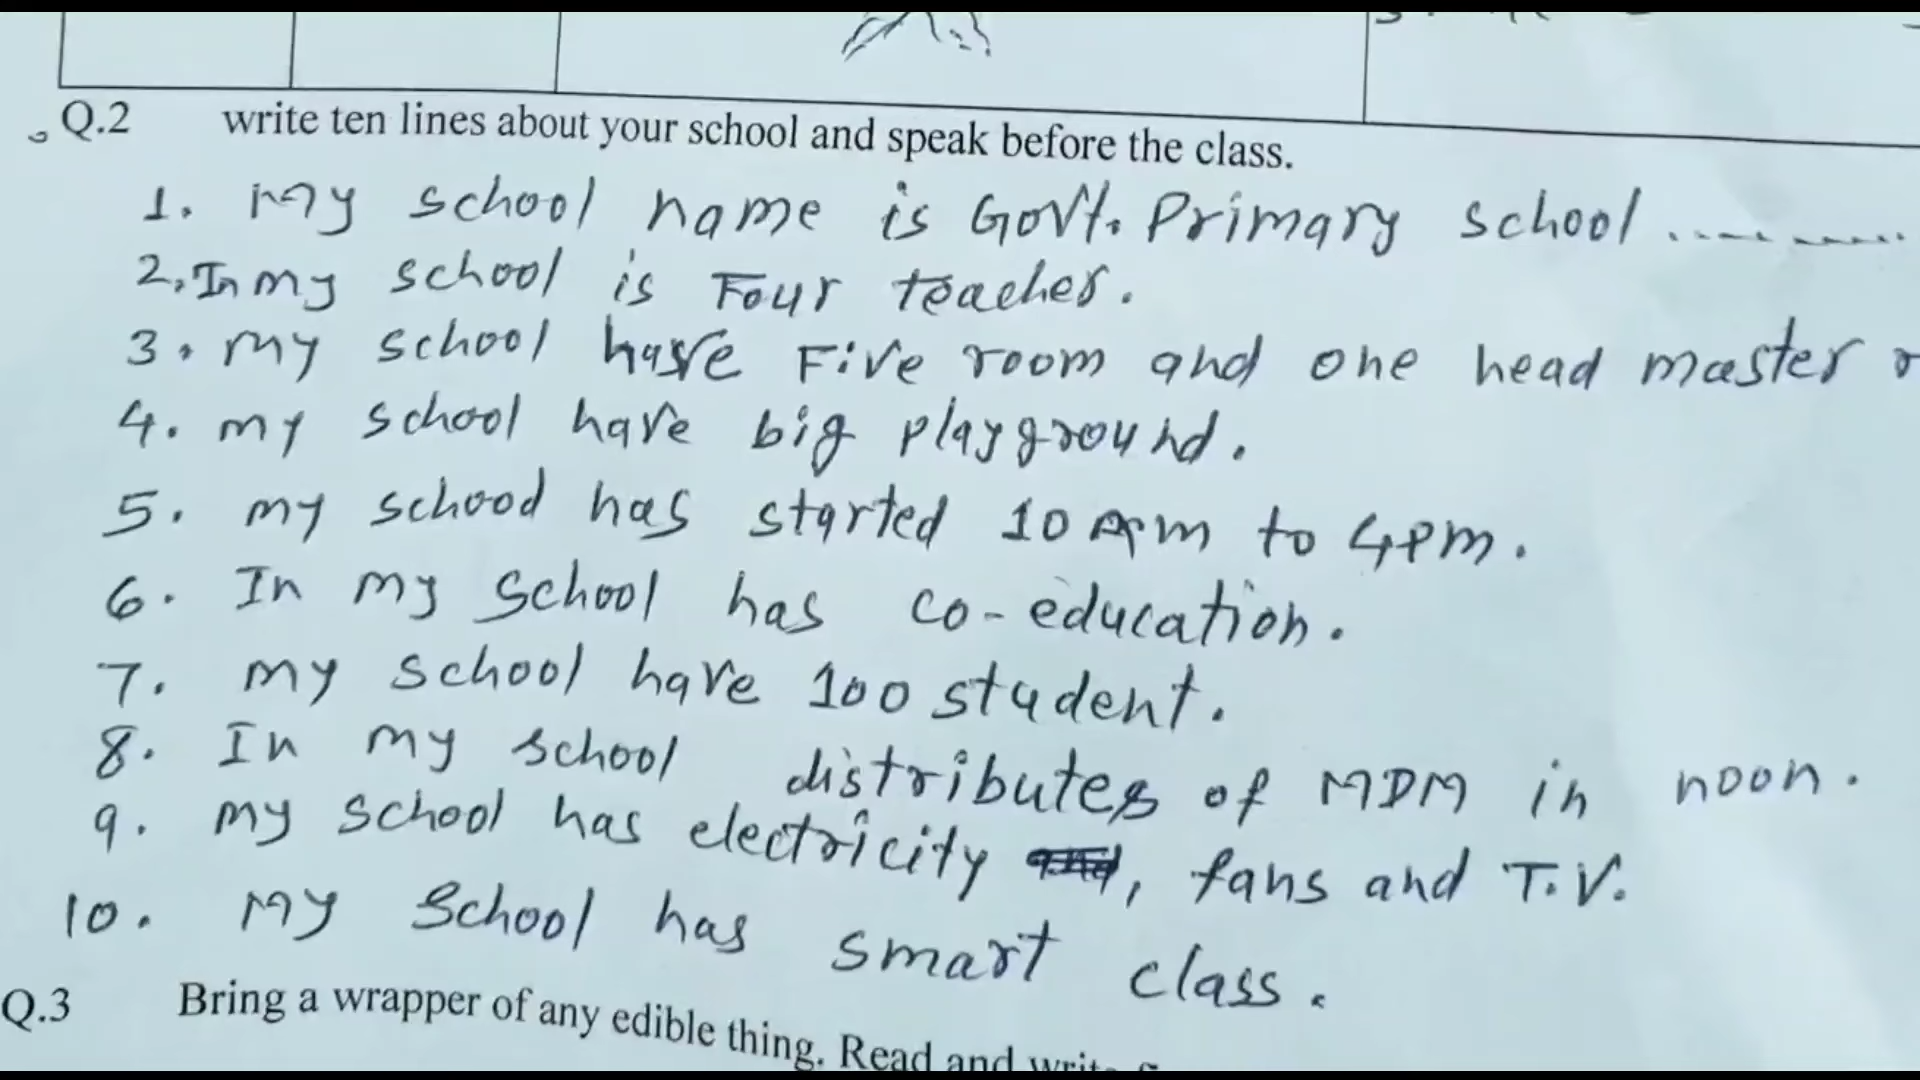 Q.2 write ten lines about your school and speak before the class.
1. My school name is Govt. Primary school ............
2. In my school is Four teacher.
3. my school have Five room and one head master
4. my school have big playground.
5. my school has started 10 Am to 4 Pm.
6. In my school has co-education.
7. my school have 100 student.
8. In my school distributes of MDM in noon.
9. my school has electricity , fans and T.V.
10. My school has smart class.
Q.3 Bring a wrapper of any edible thing. Read and write